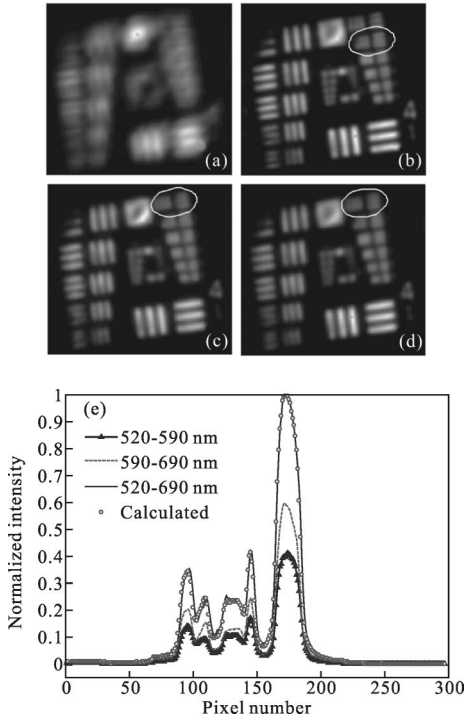 (a)
(b)
4
1
(c)
4
1
(d)
4
1
(e)
520-590 nm
590-690 nm
520-690 nm
Calculated
Normalized intensity
1
0.9
0.8
0.7
0.6
0.5
0.4
0.3
0.2
0.1
0
0 50 100 150 200 250 300
Pixel number